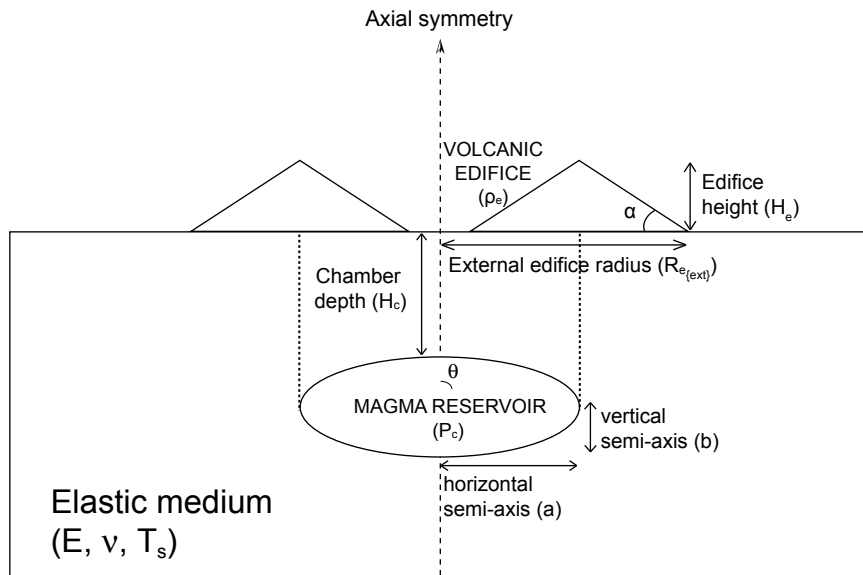 Axial symmetry
VOLCANIC
EDIFICE
(ρe)
Edifice
height (He)
α
External edifice radius (Re{ext})
Chamber
depth (Hc)
θ
MAGMA RESERVOIR
(Pc)
vertical
semi-axis (b)
horizontal
semi-axis (a)
Elastic medium
(E, ν, Ts)